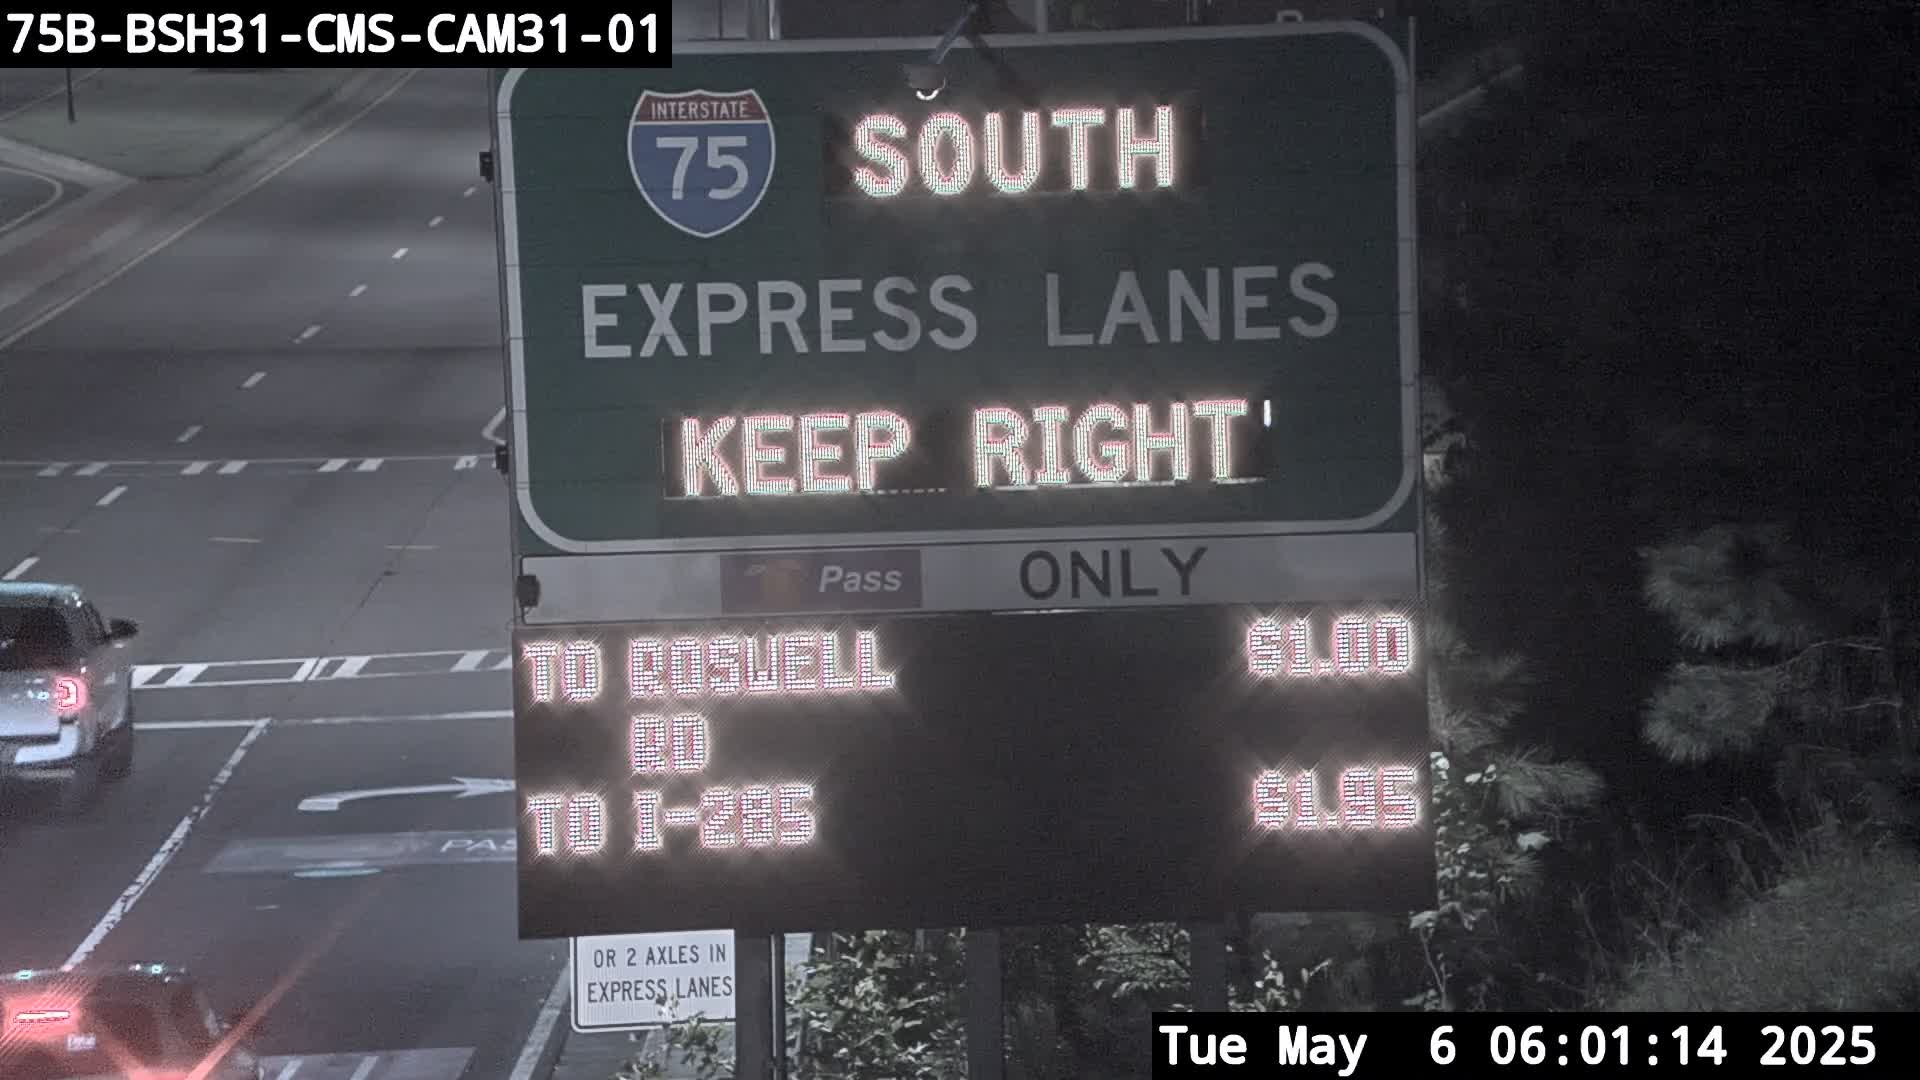 75B-BSH31-CMS-CAM31-01
INTERSTATE
75
SOUTH
EXPRESS LANES
KEEP RIGHT
Pass ONLY
TO ROSWELL $1.00
RD
TO I-285 $1.95
PAS
OR 2 AXLES IN
EXPRESS LANES
Tue May 6 06:01:14 2025